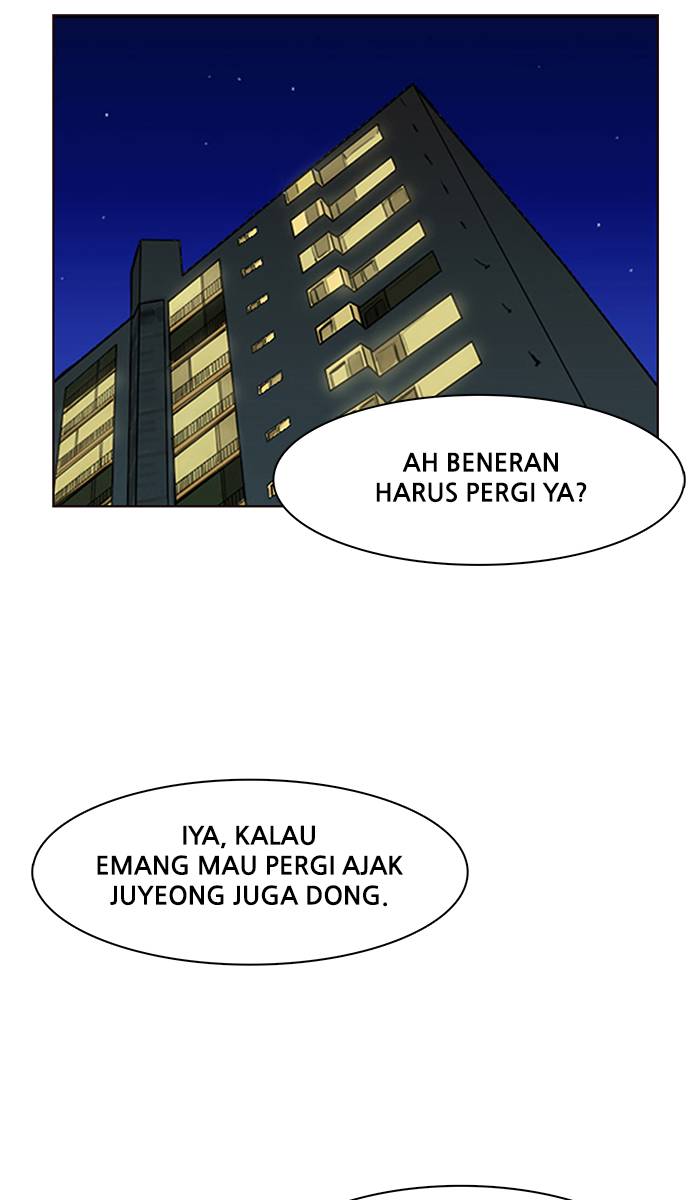 AH BENERAN
HARUS PERGI YA?
IYA, KALAU
EMANG MAU PERGI AJAK
JUYEONG JUGA DONG.